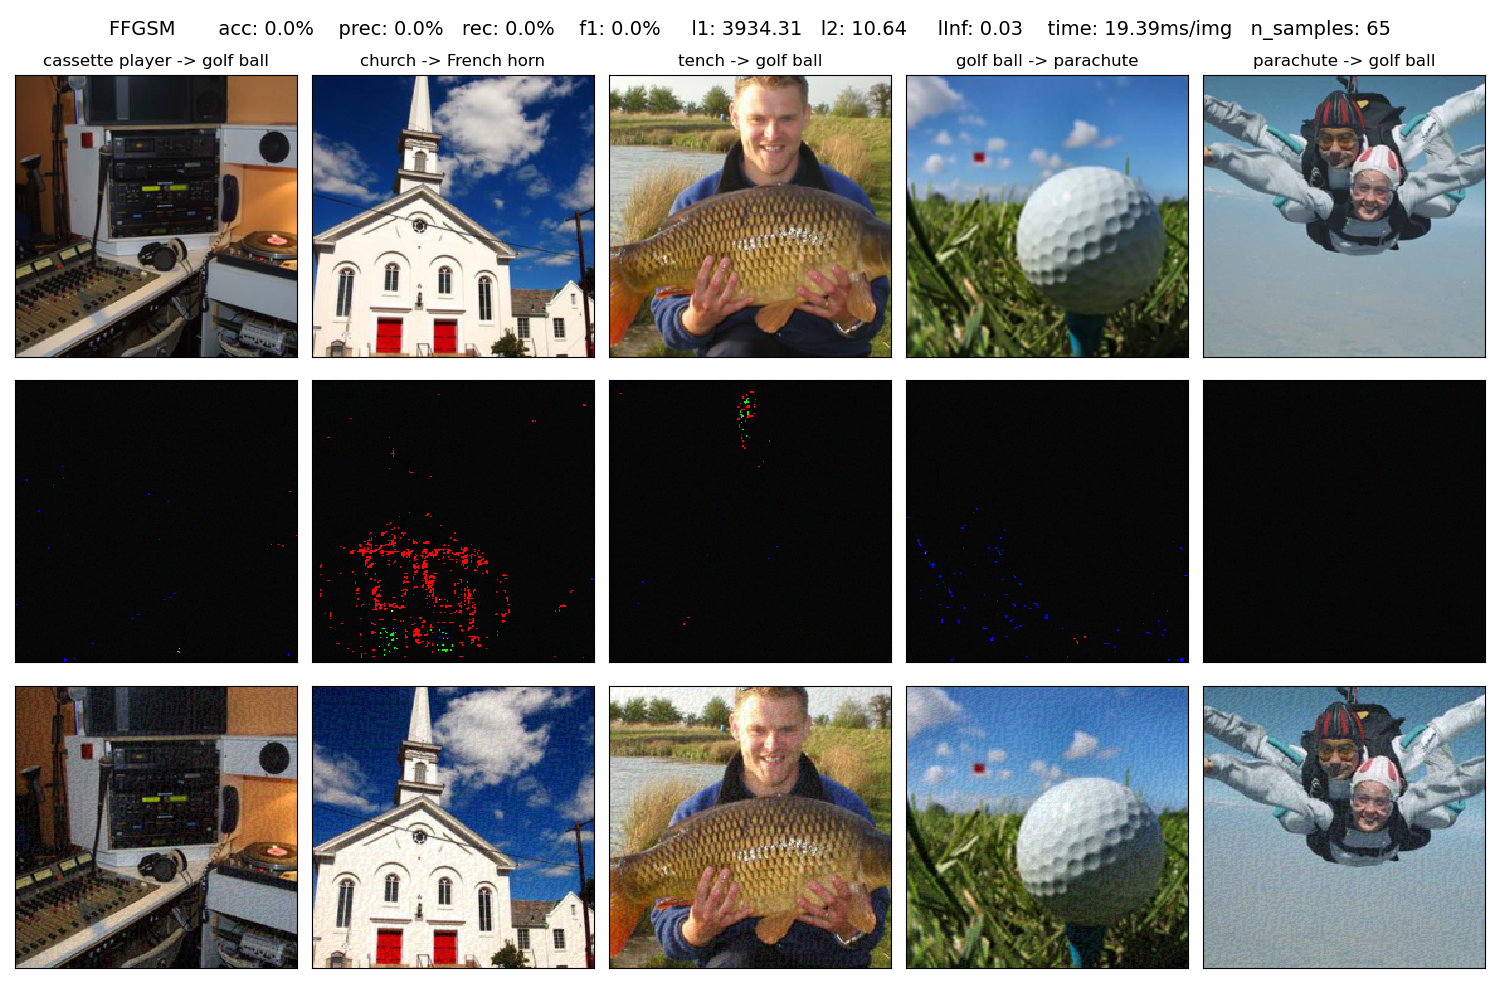 FFGSM acc: 0.0% prec: 0.0% rec: 0.0% f1: 0.0% l1: 3934.31 l2: 10.64 lInf: 0.03 time: 19.39ms/img n_samples: 65
cassette player -> golf ball
church -> French horn
tench -> golf ball
golf ball -> parachute
parachute -> golf ball